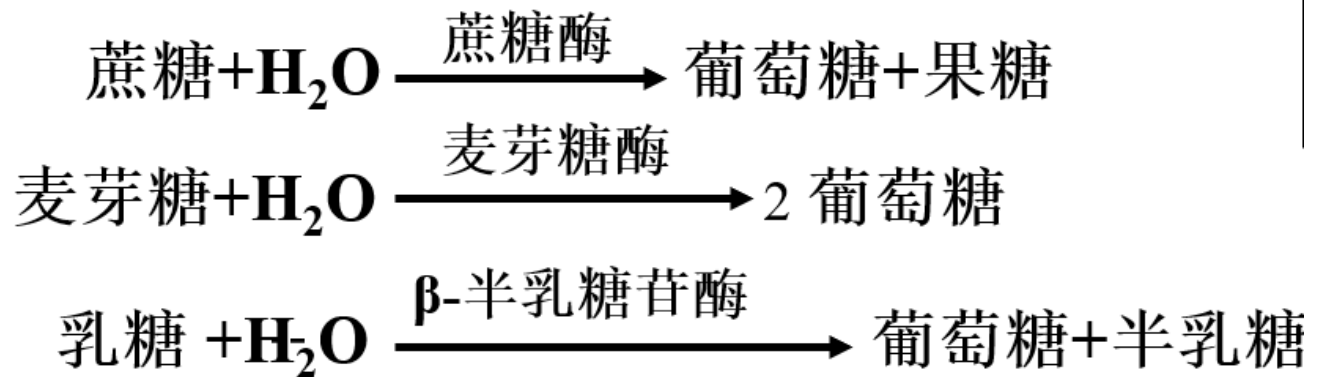 蔗糖酶
蔗糖+H₂O → 葡萄糖+果糖
麦芽糖酶
麦芽糖+H₂O → 2 葡萄糖
β-半乳糖苷酶
乳糖 +H₂O → 葡萄糖+半乳糖